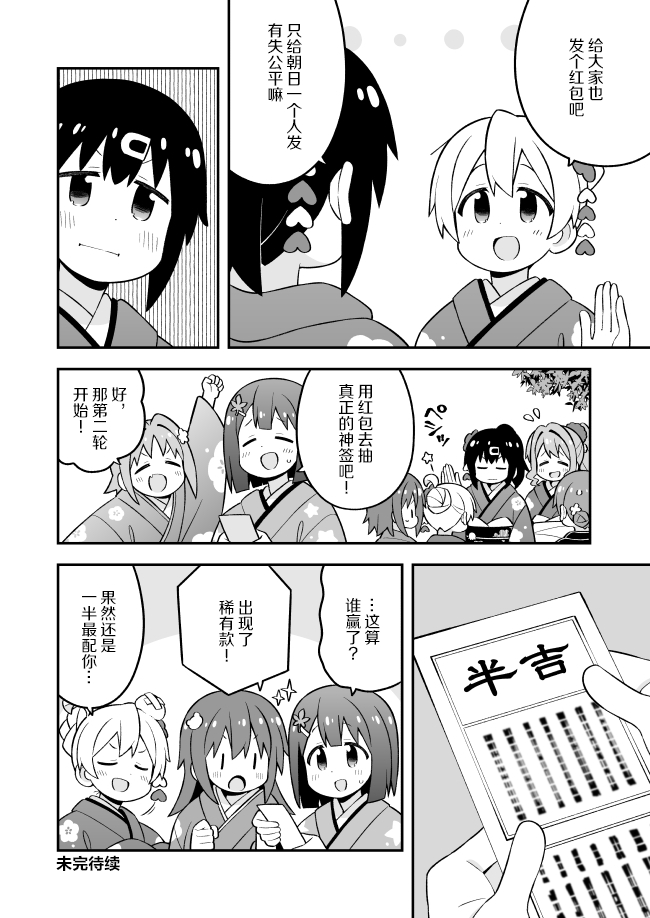 给大家也
发个红包吧
只给朝日一个人发
有失公平嘛
用红包去抽
真正的神签吧！
ペペッ
好，
那第二轮
开始！
半吉
…这算
谁赢了？
出现了
稀有款！
果然还是
一半最配你…
未完待续